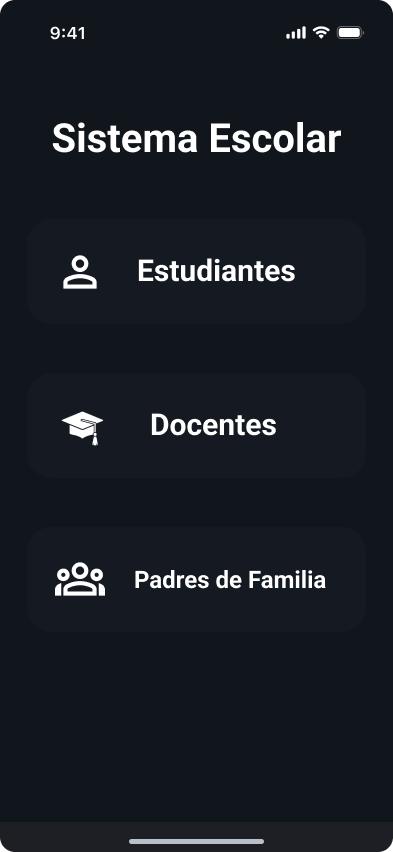 9:41
Sistema Escolar
Estudiantes
Docentes
Padres de Familia